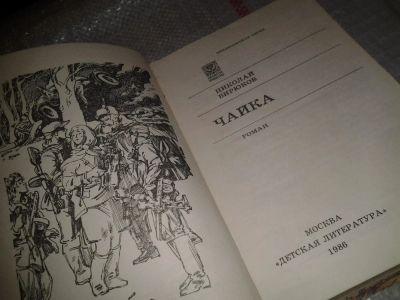 НИКОЛАЙ
БИРЮКОВ
ЧАЙКА
РОМАН
МОСКВА
«ДЕТСКАЯ ЛИТЕРАТУРА»
1986